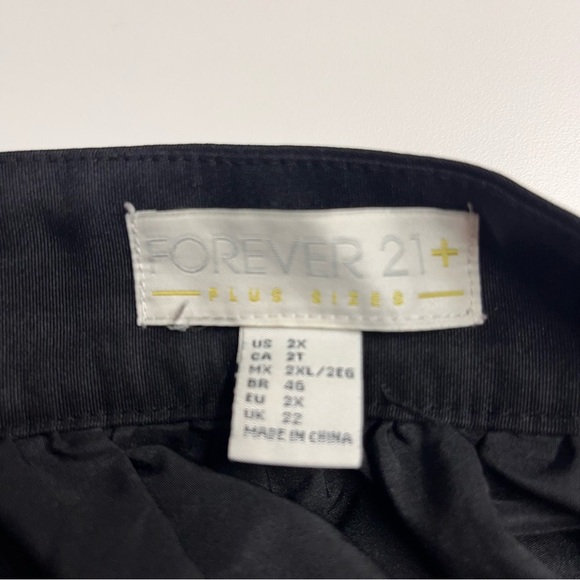 FOREVER 21+
PLUS SIZES
US 2X
CA 2T
MX 2XL/2EG
BR 46
EU 2X
UK 22
MADE IN CHINA